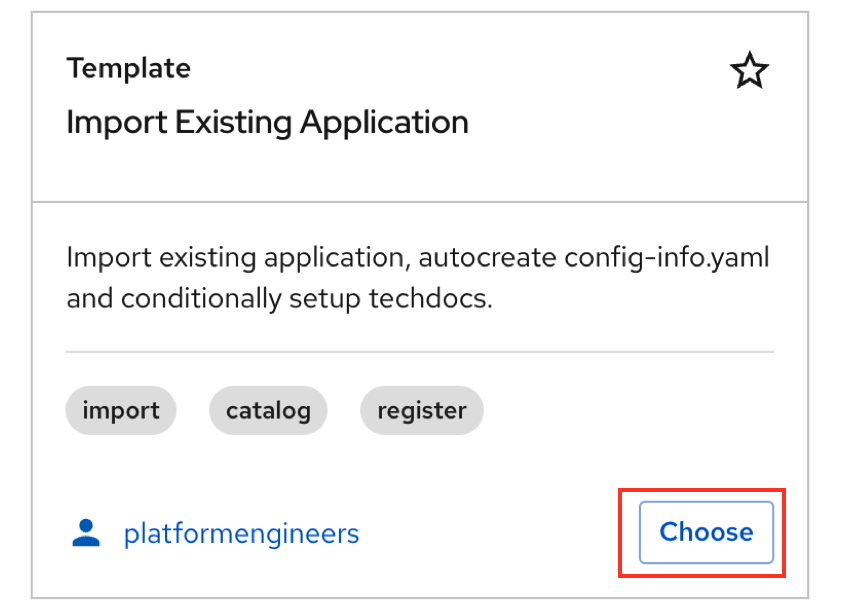 Template
Import Existing Application
Import existing application, autocreate config-info.yaml
and conditionally setup techdocs.
import catalog register
platformengineers Choose